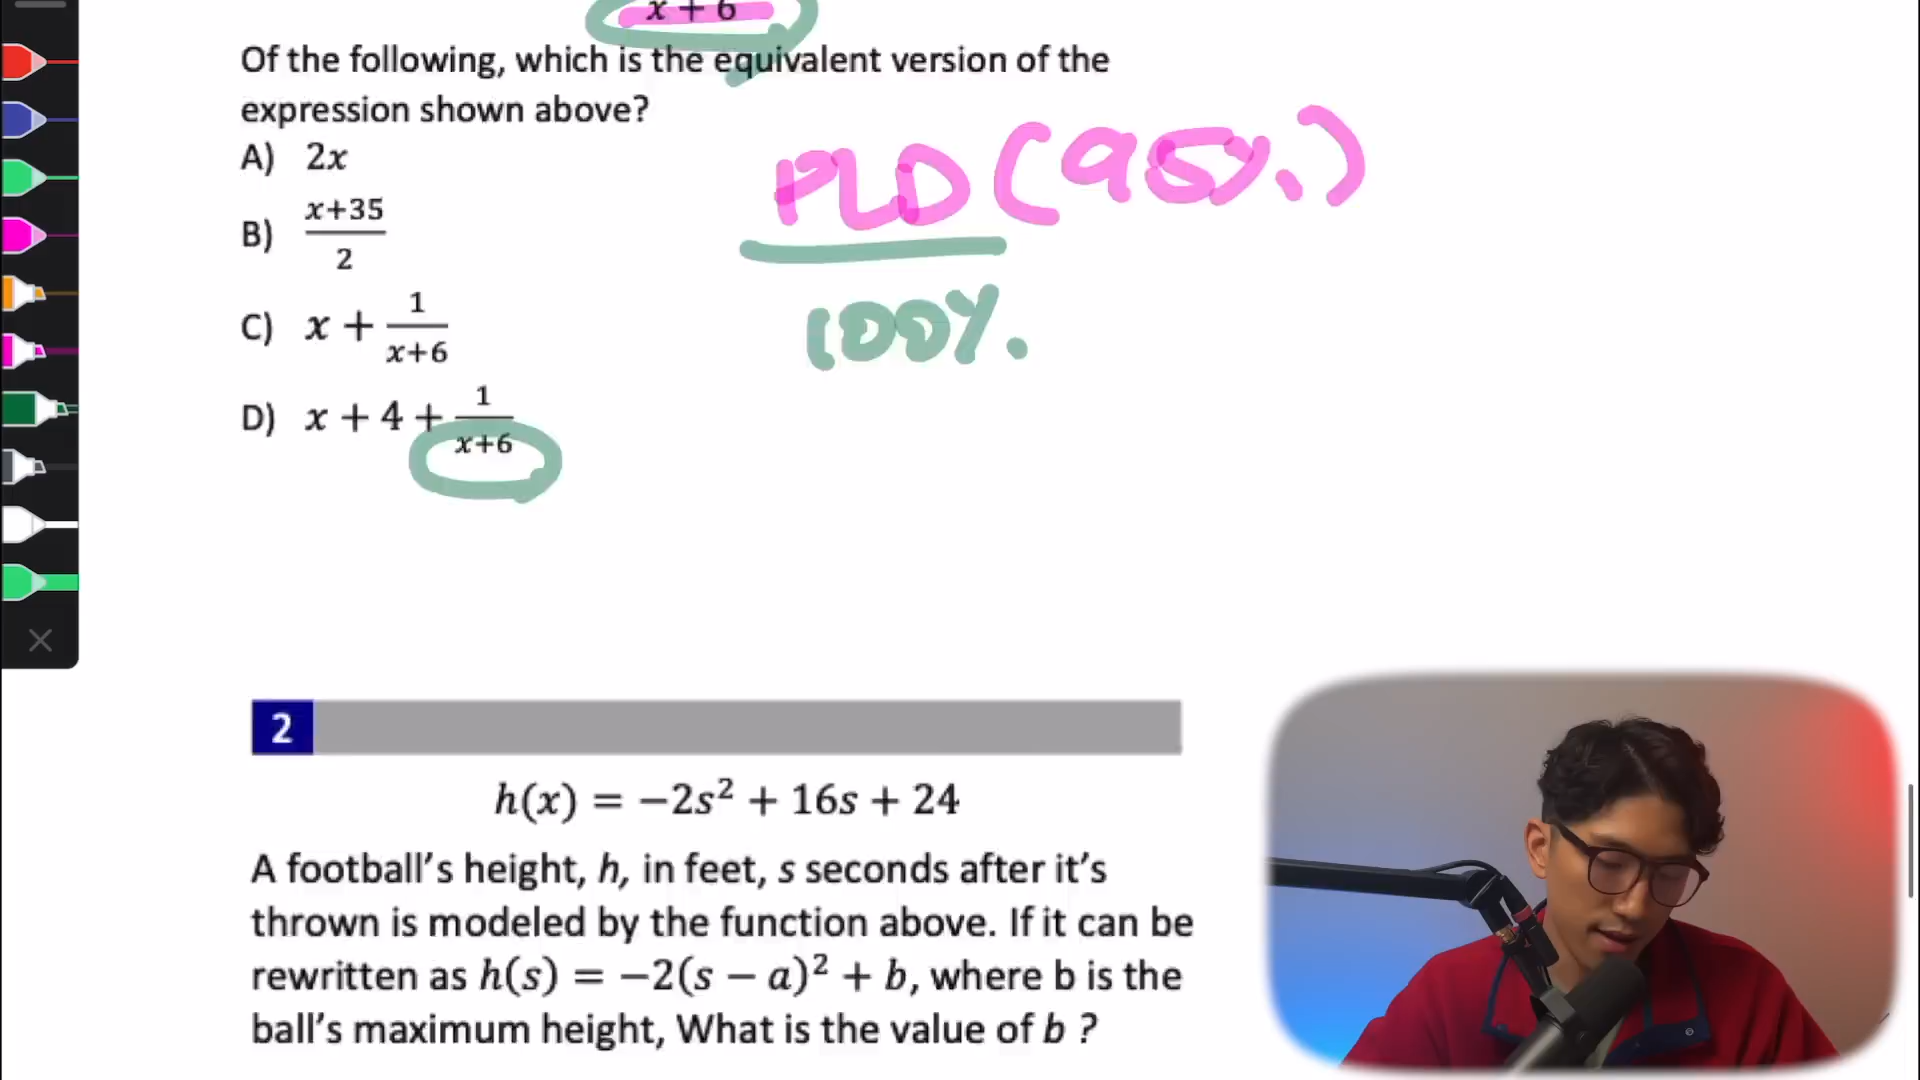 x + 6
Of the following, which is the equivalent version of the
expression shown above?
A) 2x
B) x+35
2
C) x + 1
x+6
D) x + 4 + 1
x+6
PLD (95%.)
100%.
2
h(x) = −2s² + 16s + 24
A football’s height, h, in feet, s seconds after it’s
thrown is modeled by the function above. If it can be
rewritten as h(s) = −2(s − a)² + b, where b is the
ball’s maximum height, What is the value of b ?